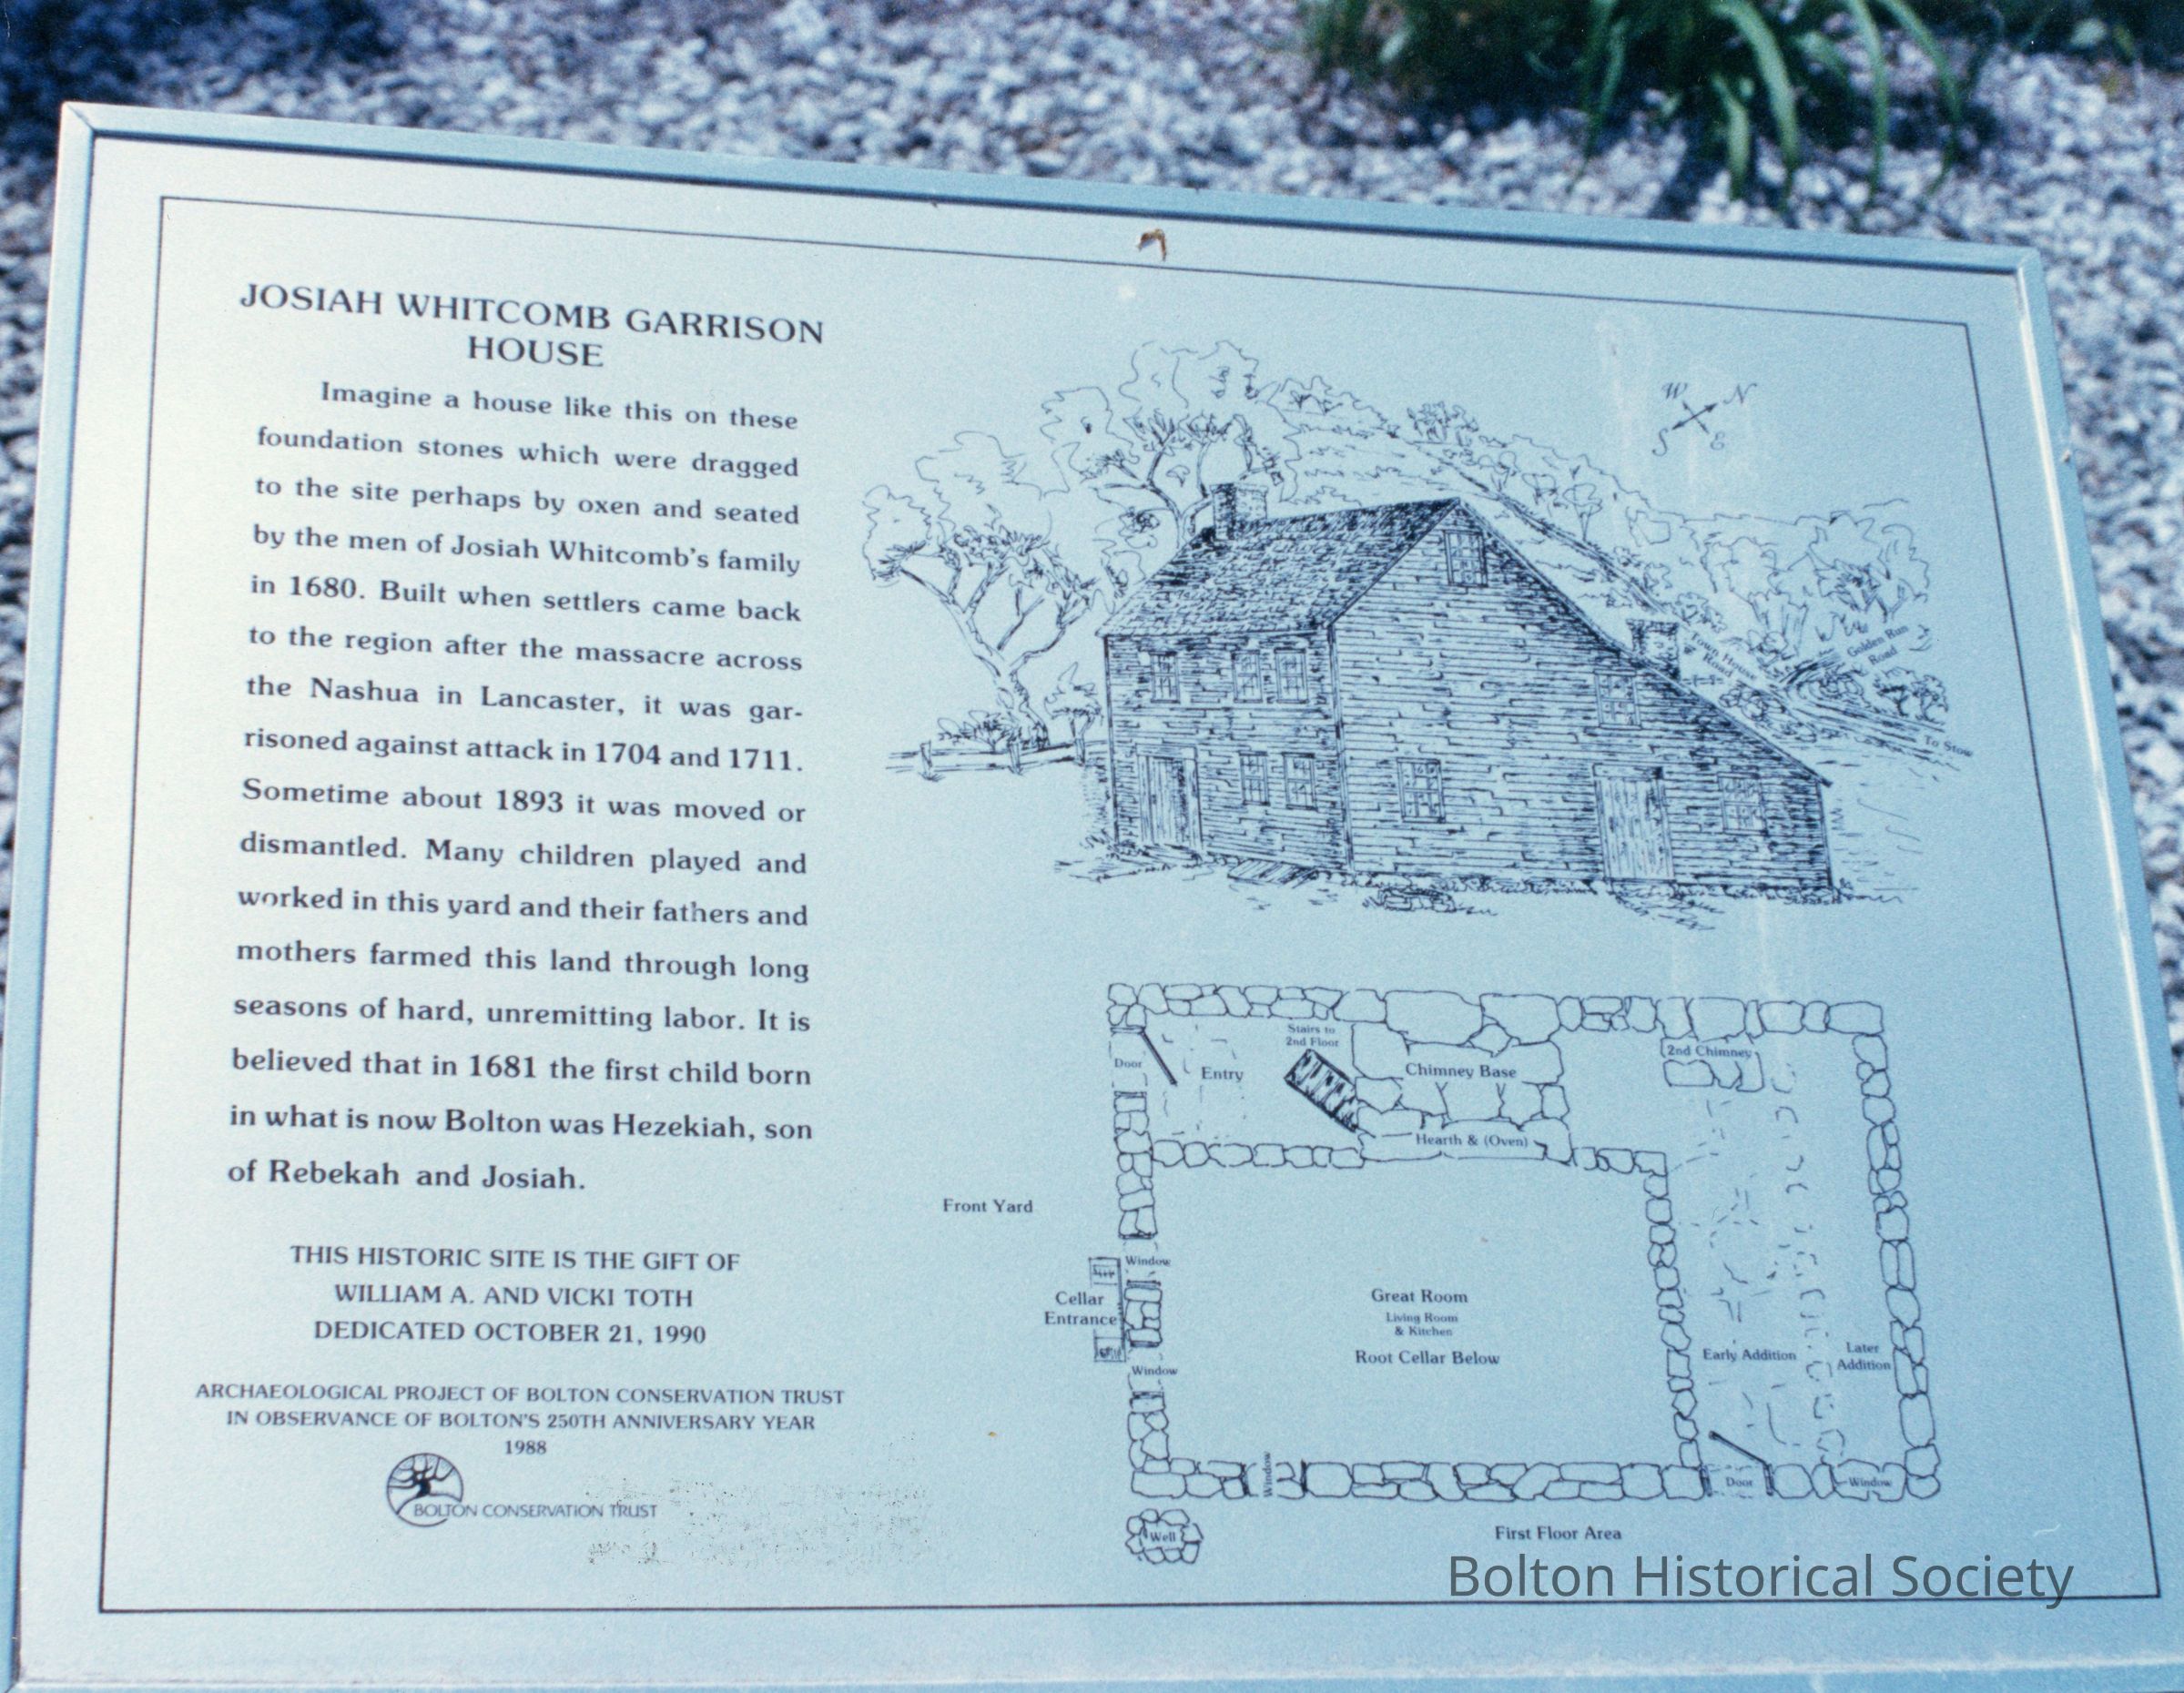 JOSIAH WHITCOMB GARRISON
HOUSE
Imagine a house like this on these
foundation stones which were dragged
to the site perhaps by oxen and seated
by the men of Josiah Whitcomb's family
in 1680. Built when settlers came back
to the region after the massacre across
the Nashua in Lancaster, it was gar-
risoned against attack in 1704 and 1711.
Sometime about 1893 it was moved or
dismantled. Many children played and
worked in this yard and their fathers and
mothers farmed this land through long
seasons of hard, unremitting labor. It is
believed that in 1681 the first child born
in what is now Bolton was Hezekiah, son
of Rebekah and Josiah.
THIS HISTORIC SITE IS THE GIFT OF
WILLIAM A. AND VICKI TOTH
DEDICATED OCTOBER 21, 1990
ARCHAEOLOGICAL PROJECT OF BOLTON CONSERVATION TRUST
IN OBSERVANCE OF BOLTON'S 250TH ANNIVERSARY YEAR
1988
BOLTON CONSERVATION TRUST
W N
S E
Town House
Road
Golden Run
Road
To Stow
Stairs to
2nd Floor
Door
Entry
Chimney Base
2nd Chimney
Hearth & (Oven)
Front Yard
Window
Cellar
Entrance
Window
Great Room
Living Room
& Kitchen
Root Cellar Below
Early Addition
Later
Addition
Window
Door
Window
Well
First Floor Area
Bolton Historical Society